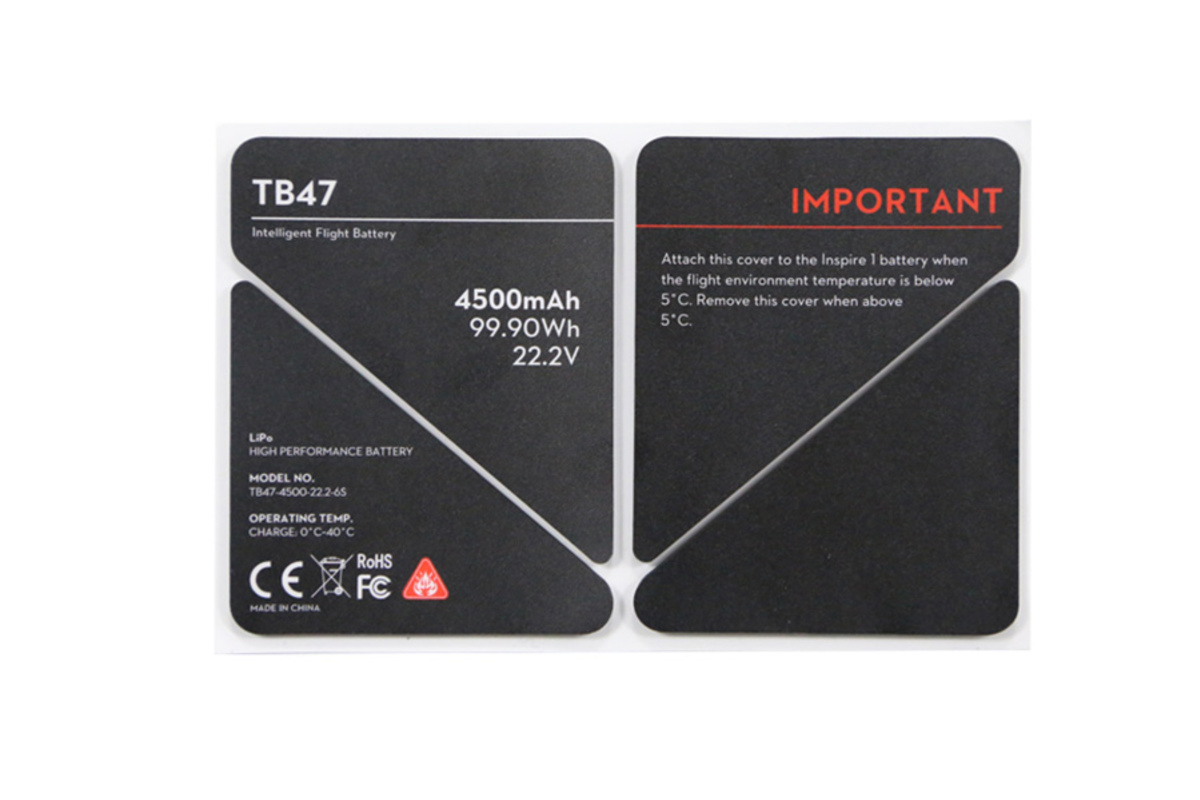 TB47
Intelligent Flight Battery
4500mAh
99.90Wh
22.2V
LiPo
HIGH PERFORMANCE BATTERY
MODEL NO.
TB47-4500-22.2-6S
OPERATING TEMP.
CHARGE: 0°C-40°C
CE RoHS
FC
MADE IN CHINA
IMPORTANT
Attach this cover to the Inspire 1 battery when
the flight environment temperature is below
5°C. Remove this cover when above
5°C.